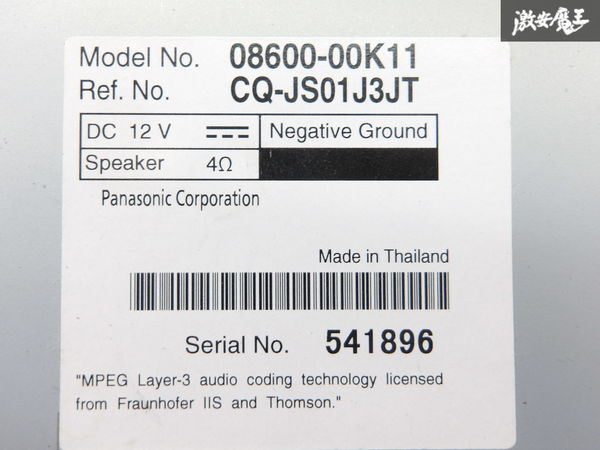 激安魔王
Model No. 08600-00K11
Ref. No. CQ-JS01J3JT
DC 12 V Negative Ground
Speaker 4Ω
Panasonic Corporation
Made in Thailand
Serial No. 541896
"MPEG Layer-3 audio coding technology licensed
from Fraunhofer IIS and Thomson."